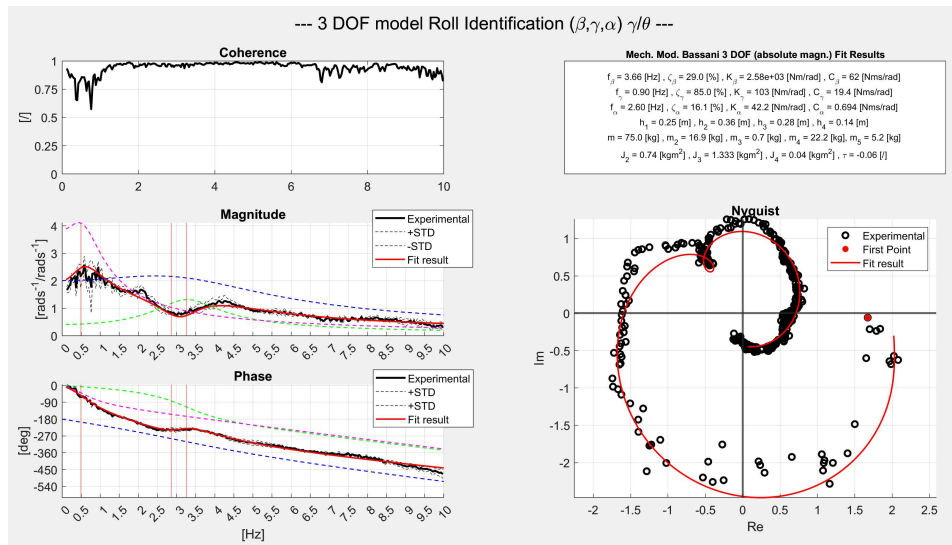 --- 3 DOF model Roll Identification (β,γ,α) γ/θ ---
Coherence
1
0.75
0.5
0.25
0
[/]
0 2 4 6 8 10
Mech. Mod. Bassani 3 DOF (absolute magn.) Fit Results
f_β = 3.66 [Hz] , ζ_β = 29.0 [%] , K_β = 2.58e+03 [Nm/rad] , C_β = 62 [Nms/rad]
f_γ = 0.90 [Hz] , ζ_γ = 85.0 [%] , K_γ = 103 [Nm/rad] , C_γ = 19.4 [Nms/rad]
f_α = 2.60 [Hz] , ζ_α = 16.1 [%] , K_α = 42.2 [Nm/rad] , C_α = 0.694 [Nms/rad]
h_1 = 0.25 [m] , h_2 = 0.36 [m] , h_3 = 0.28 [m] , h_4 = 0.14 [m]
m = 75.0 [kg] , m_2 = 16.9 [kg] , m_3 = 0.7 [kg] , m_4 = 22.2 [kg], m_5 = 5.2 [kg]
J_2 = 0.74 [kgm²] , J_3 = 1.333 [kgm²] , J_4 = 0.04 [kgm²] , τ = -0.06 [/]
Magnitude
4
3
2
1
0
[rads⁻¹/rads⁻¹]
0 0.5 1 1.5 2 2.5 3 3.5 4 4.5 5 5.5 6 6.5 7 7.5 8 8.5 9 9.5 10
Experimental
+STD
-STD
Fit result
Phase
0
-90
-180
-270
-360
-450
-540
[deg]
0 0.5 1 1.5 2 2.5 3 3.5 4 4.5 5 5.5 6 6.5 7 7.5 8 8.5 9 9.5 10
[Hz]
Experimental
+STD
+STD
Fit result
Nyquist
1
0.5
0
-0.5
-1
-1.5
-2
Im
-2 -1.5 -1 -0.5 0 0.5 1 1.5 2 2.5
Re
Experimental
First Point
Fit result